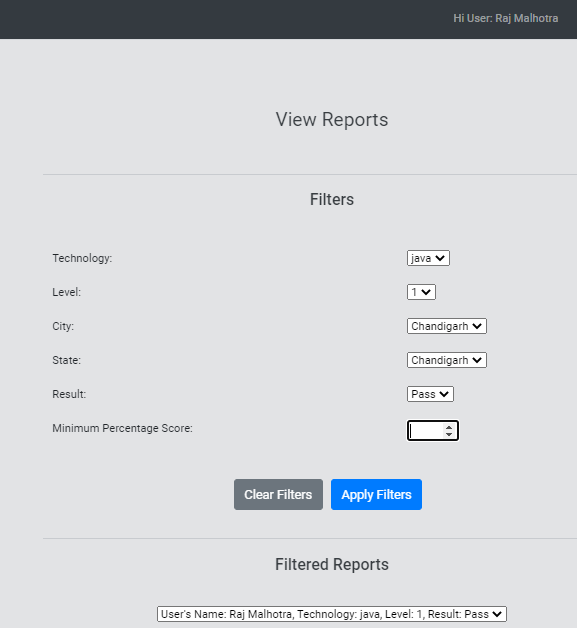 Hi User: Raj Malhotra
View Reports
Filters
Technology: java
Level: 1
City: Chandigarh
State: Chandigarh
Result: Pass
Minimum Percentage Score:
Clear Filters Apply Filters
Filtered Reports
User's Name: Raj Malhotra, Technology: java, Level: 1, Result: Pass